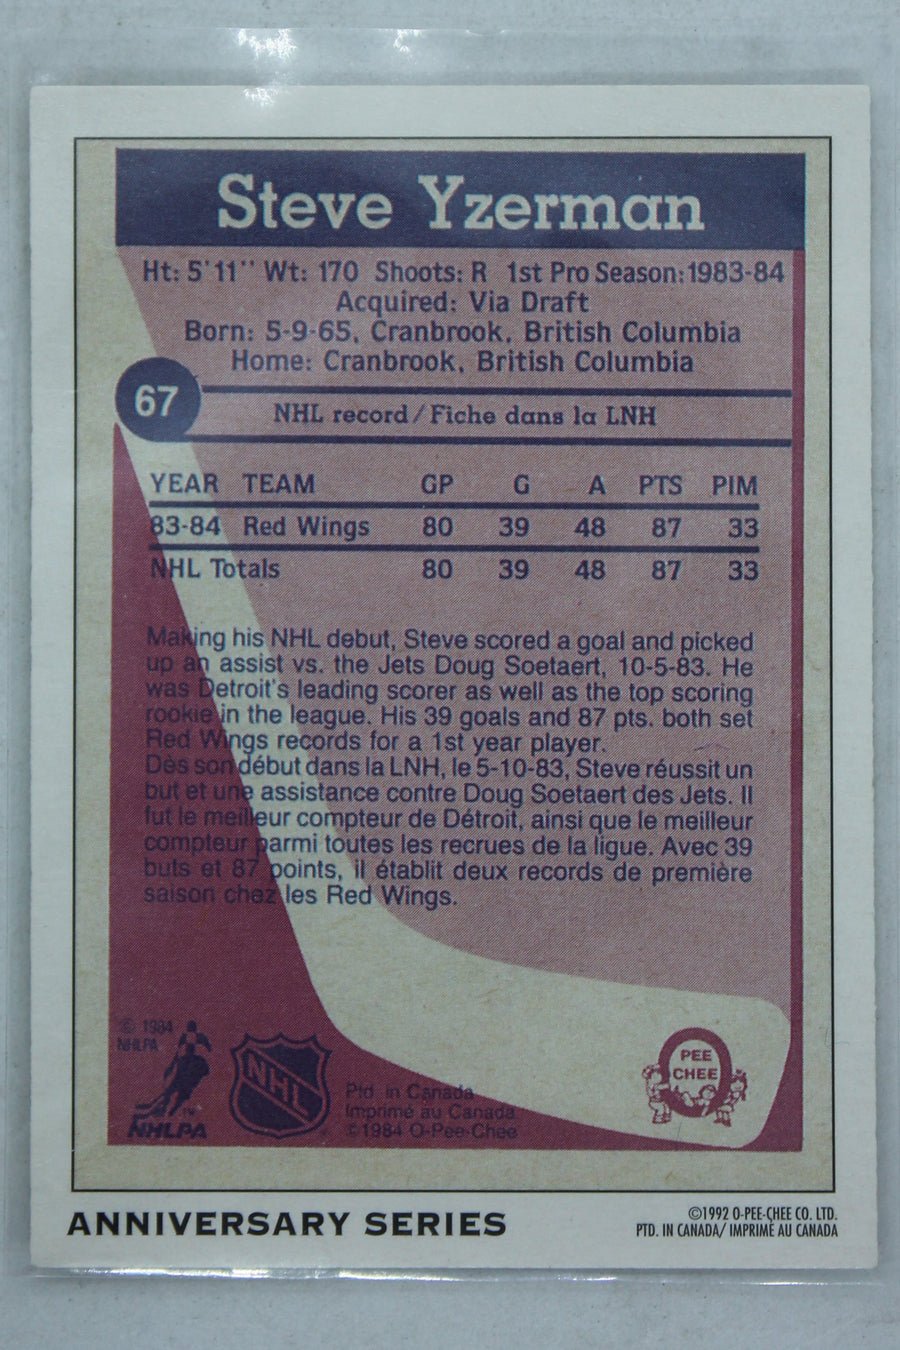 Steve Yzerman
Ht: 5'11'' Wt: 170 Shoots: R 1st Pro Season: 1983-84
Acquired: Via Draft
Born: 5-9-65, Cranbrook, British Columbia
Home: Cranbrook, British Columbia
67
NHL record/Fiche dans la LNH
YEAR TEAM GP G A PTS PIM
83-84 Red Wings 80 39 48 87 33
NHL Totals 80 39 48 87 33
Making his NHL debut, Steve scored a goal and picked
up an assist vs. the Jets Doug Soetaert, 10-5-83. He
was Detroit's leading scorer as well as the top scoring
rookie in the league. His 39 goals and 87 pts. both set
Red Wings records for a 1st year player.
Dès son début dans la LNH, le 5-10-83, Steve réussit un
but et une assistance contre Doug Soetaert des Jets. Il
fut le meilleur compteur de Détroit, ainsi que le meilleur
compteur parmi toutes les recrues de la ligue. Avec 39
buts et 87 points, il établit deux records de première
saison chez les Red Wings.
© 1984
NHLPA
TM
NHLPA
NHL
Ptd. in Canada
Imprimé au Canada
©1984 O-Pee-Chee
O
PEE
CHEE
ANNIVERSARY SERIES
©1992 O-PEE-CHEE CO. LTD.
PTD. IN CANADA/ IMPRIMÉ AU CANADA